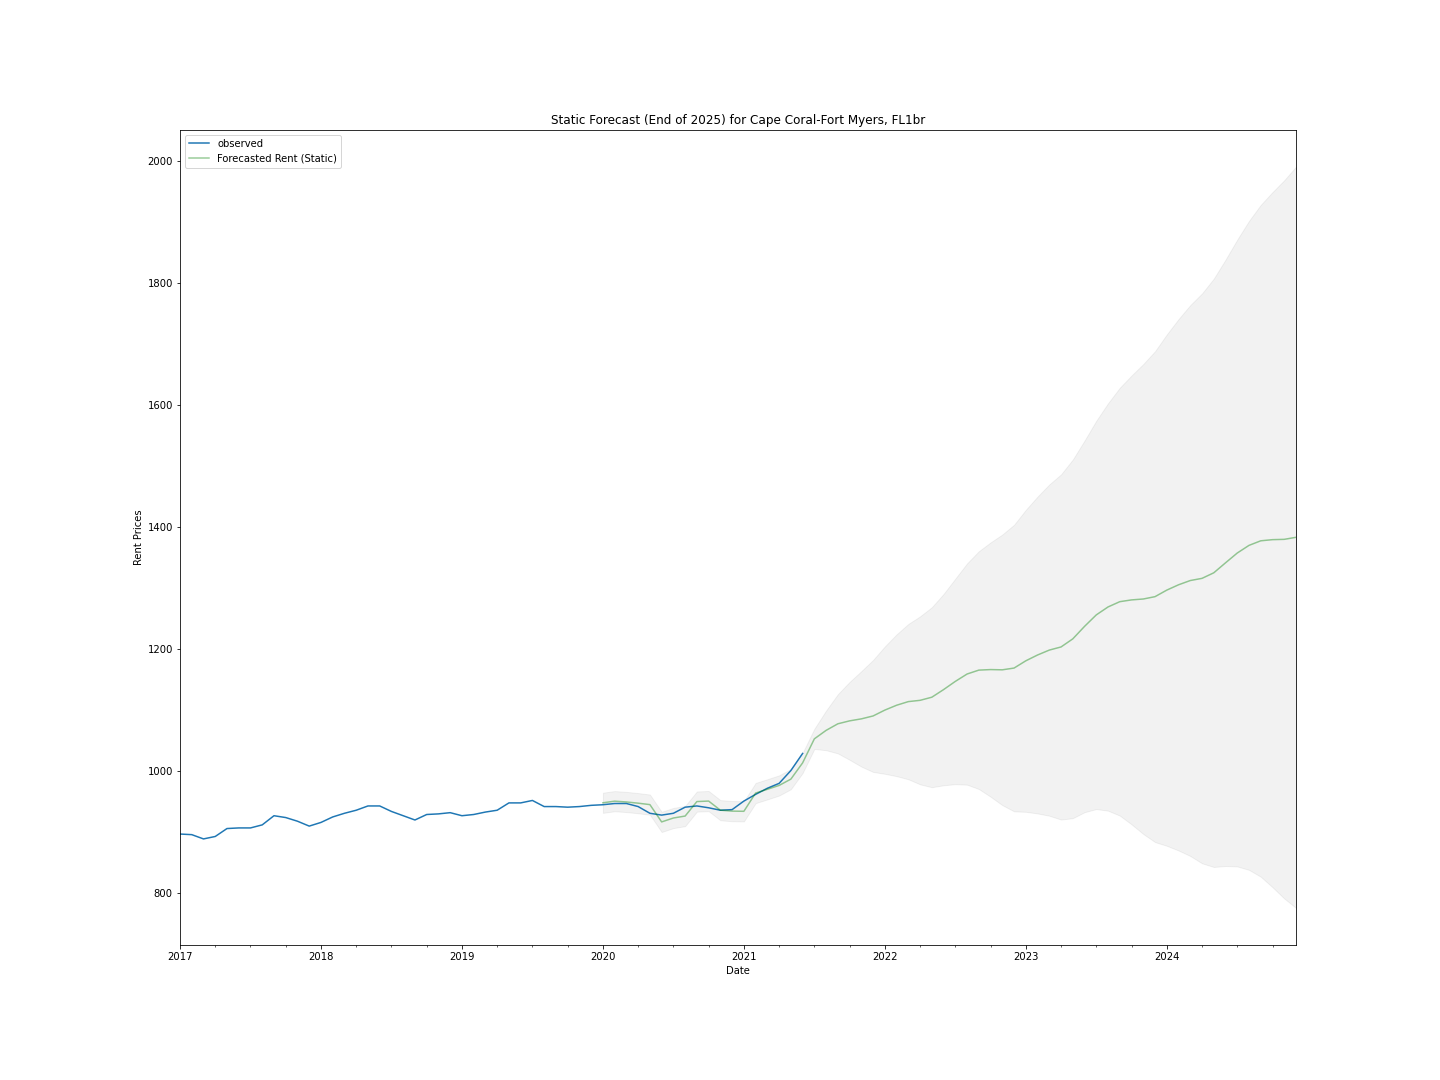 Static Forecast (End of 2025) for Cape Coral-Fort Myers, FL1br
observed
Forecasted Rent (Static)
2000
1800
1600
1400
1200
1000
800
Rent Prices
2017 2018 2019 2020 2021 2022 2023 2024
Date